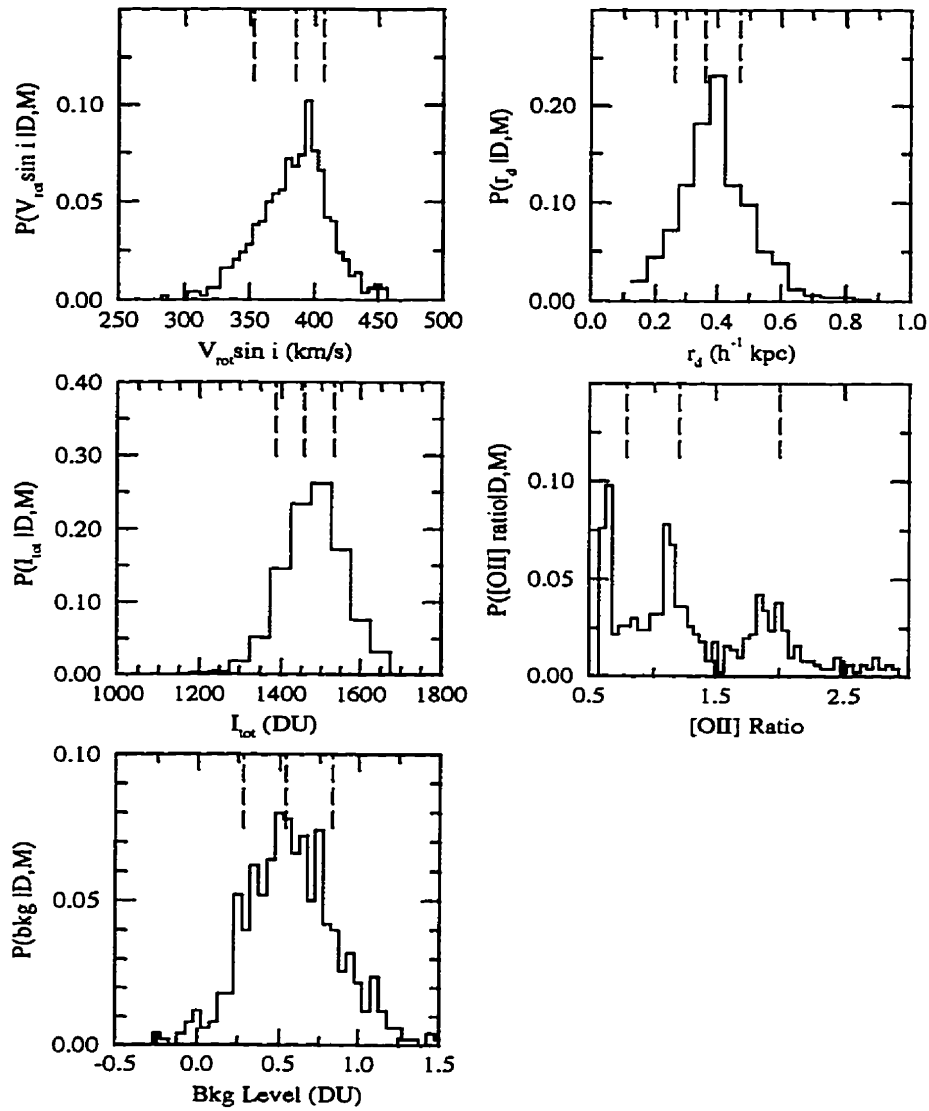 P(V_rot sin i |D,M)
0.10
0.05
0.00
250 300 350 400 450 500
V_rot sin i (km/s)
P(r_d |D,M)
0.20
0.10
0.00
0.0 0.2 0.4 0.6 0.8 1.0
r_d (h^-1 kpc)
P(I_tot |D,M)
0.40
0.30
0.20
0.10
0.00
1000 1200 1400 1600 1800
I_tot (DU)
P([OII] ratio|D,M)
0.10
0.05
0.00
0.5 1.5 2.5
[OII] Ratio
P(bkg |D,M)
0.10
0.05
0.00
-0.5 0.0 0.5 1.0 1.5
Bkg Level (DU)